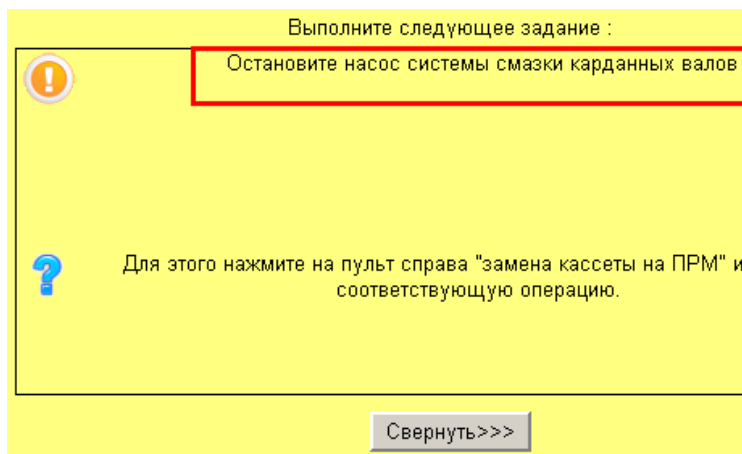 Выполните следующее задание :
Остановите насос системы смазки карданных валов
Для этого нажмите на пульт справа "замена кассеты на ПРМ" и
соответствующую операцию.
Свернуть>>>